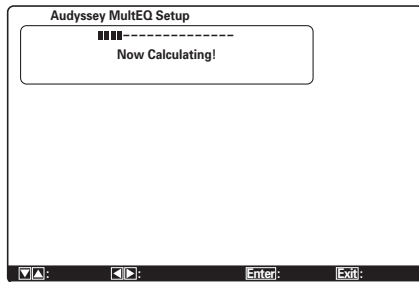 Audyssey MultEQ Setup
Now Calculating!
▼▲: ◀▶: Enter: Exit: